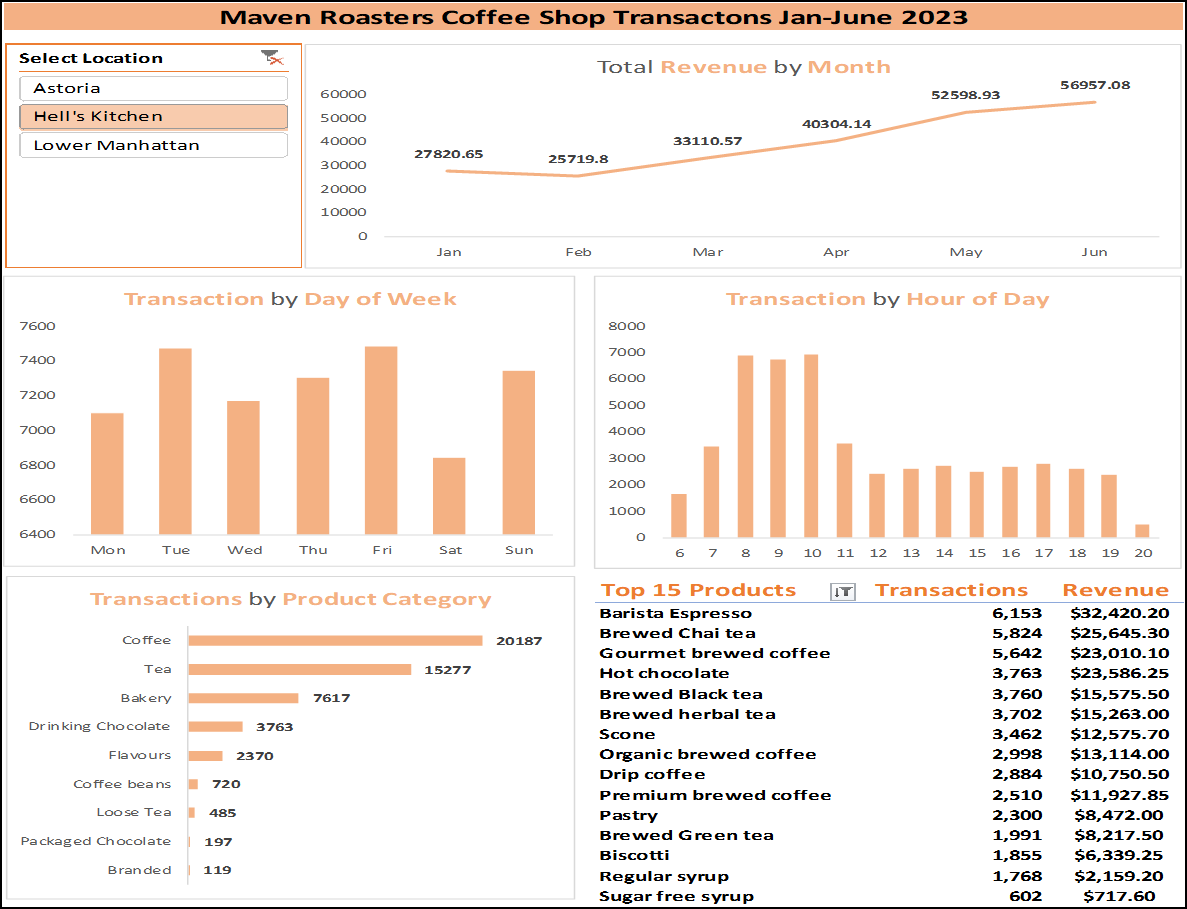 Maven Roasters Coffee Shop Transactons Jan-June 2023
Select Location
Astoria
Hell's Kitchen
Lower Manhattan
Total Revenue by Month
60000
50000
40000
30000
20000
10000
0
27820.65
25719.8
33110.57
40304.14
52598.93
56957.08
Jan Feb Mar Apr May Jun
Transaction by Day of Week
7600
7400
7200
7000
6800
6600
6400
Mon Tue Wed Thu Fri Sat Sun
Transaction by Hour of Day
8000
7000
6000
5000
4000
3000
2000
1000
0
6 7 8 9 10 11 12 13 14 15 16 17 18 19 20
Transactions by Product Category
Coffee 20187
Tea 15277
Bakery 7617
Drinking Chocolate 3763
Flavours 2370
Coffee beans 720
Loose Tea 485
Packaged Chocolate 197
Branded 119
Top 15 Products Transactions Revenue
Barista Espresso 6,153 $32,420.20
Brewed Chai tea 5,824 $25,645.30
Gourmet brewed coffee 5,642 $23,010.10
Hot chocolate 3,763 $23,586.25
Brewed Black tea 3,760 $15,575.50
Brewed herbal tea 3,702 $15,263.00
Scone 3,462 $12,575.70
Organic brewed coffee 2,998 $13,114.00
Drip coffee 2,884 $10,750.50
Premium brewed coffee 2,510 $11,927.85
Pastry 2,300 $8,472.00
Brewed Green tea 1,991 $8,217.50
Biscotti 1,855 $6,339.25
Regular syrup 1,768 $2,159.20
Sugar free syrup 602 $717.60